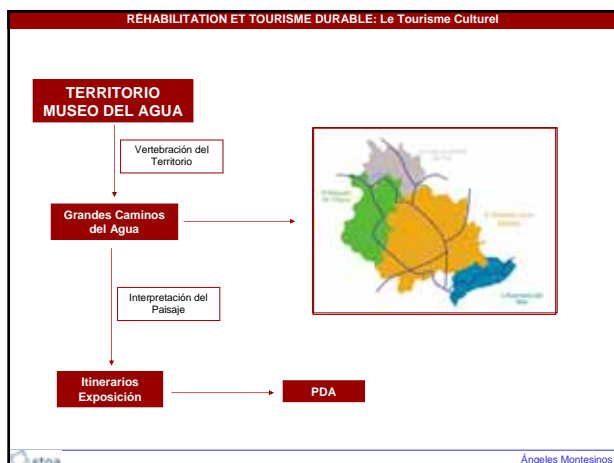 RÉHABILITATION ET TOURISME DURABLE: Le Tourisme Culturel
TERRITORIO
MUSEO DEL AGUA
Vertebración del
Territorio
Grandes Caminos
del Agua
Interpretación del
Paisaje
Itinerarios
Exposición
PDA
stoa
Ángeles Montesinos